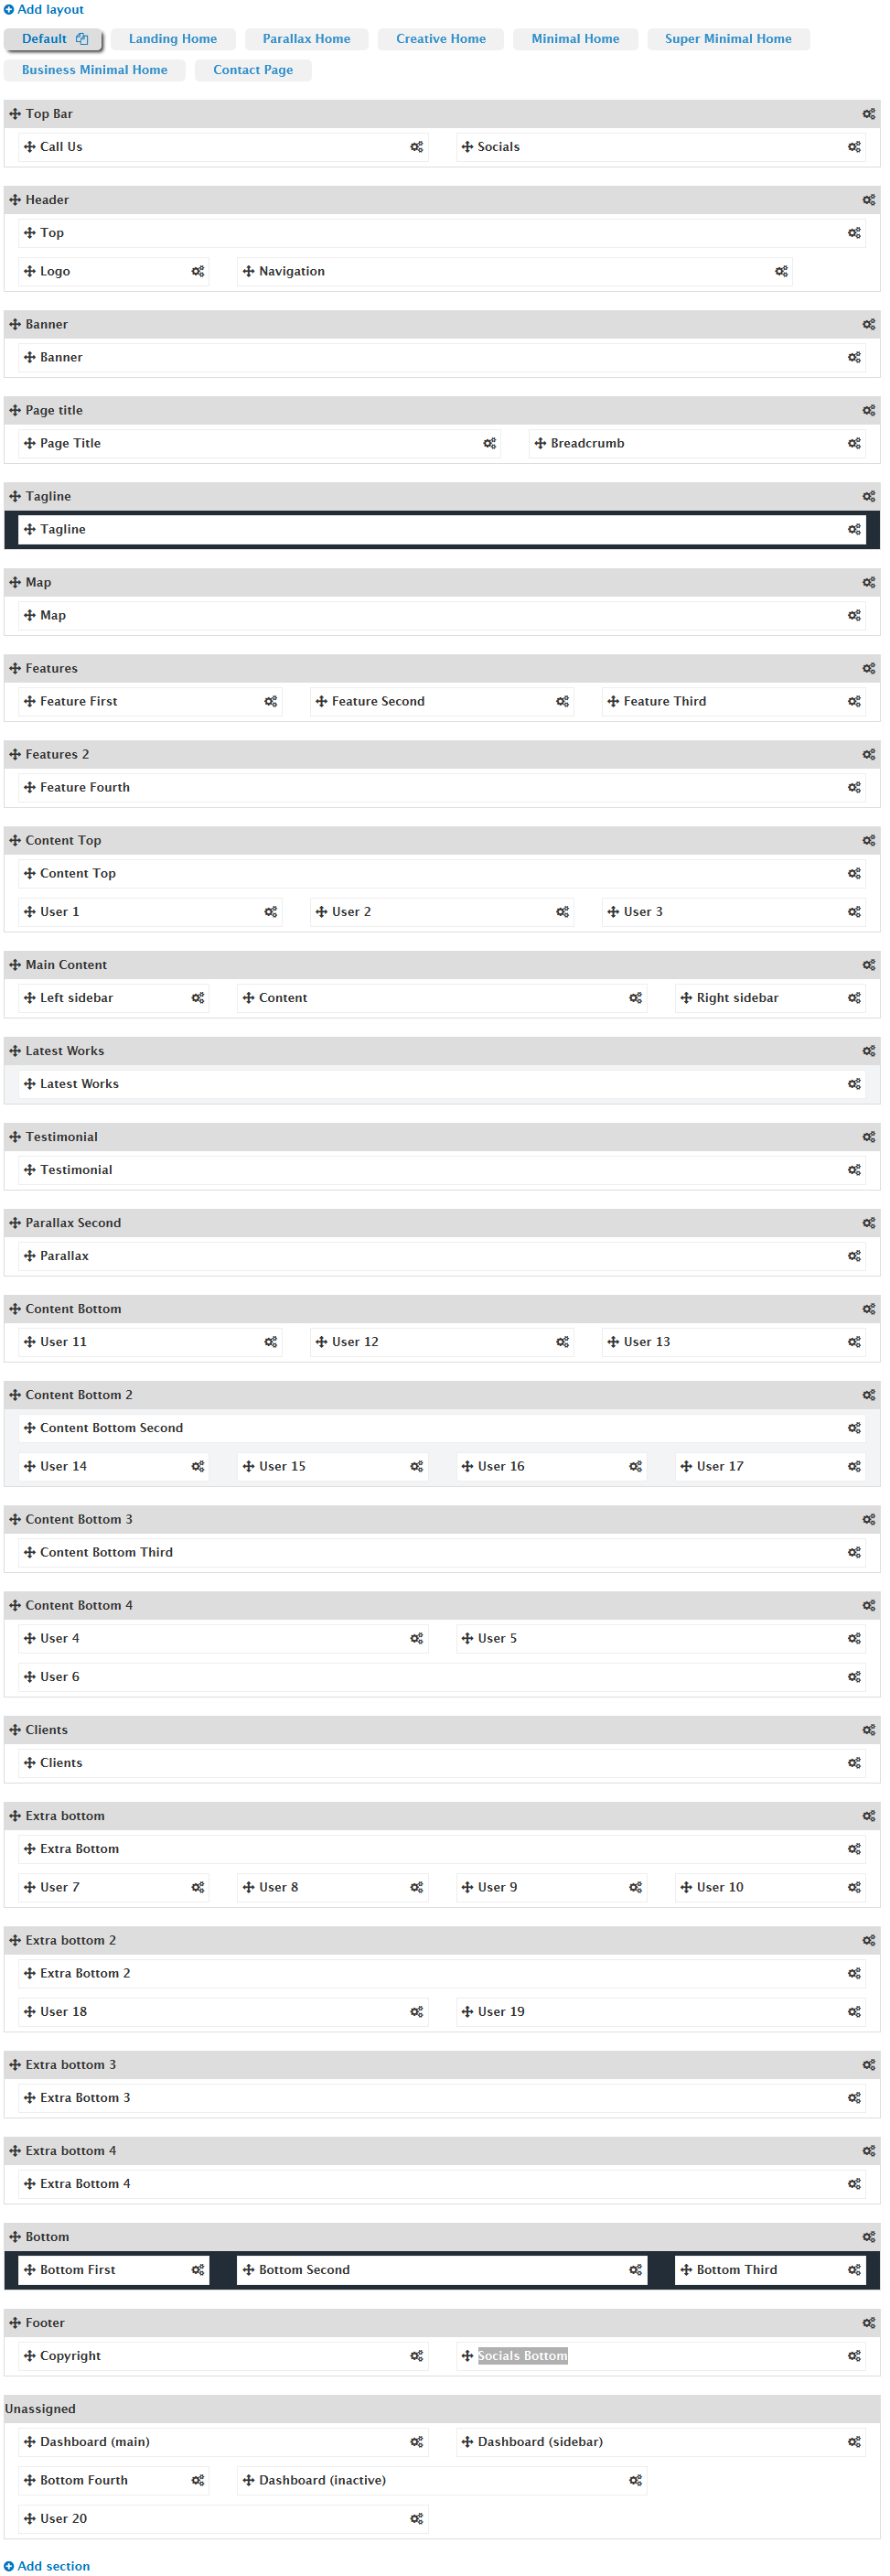 Add layout
Default Landing Home Parallax Home Creative Home Minimal Home Super Minimal Home
Business Minimal Home Contact Page
Top Bar
Call Us Socials
Header
Top
Logo Navigation
Banner
Banner
Page title
Page Title Breadcrumb
Tagline
Tagline
Map
Map
Features
Feature First Feature Second Feature Third
Features 2
Feature Fourth
Content Top
Content Top
User 1 User 2 User 3
Main Content
Left sidebar Content Right sidebar
Latest Works
Latest Works
Testimonial
Testimonial
Parallax Second
Parallax
Content Bottom
User 11 User 12 User 13
Content Bottom 2
Content Bottom Second
User 14 User 15 User 16 User 17
Content Bottom 3
Content Bottom Third
Content Bottom 4
User 4 User 5
User 6
Clients
Clients
Extra bottom
Extra Bottom
User 7 User 8 User 9 User 10
Extra bottom 2
Extra Bottom 2
User 18 User 19
Extra bottom 3
Extra Bottom 3
Extra bottom 4
Extra Bottom 4
Bottom
Bottom First Bottom Second Bottom Third
Footer
Copyright Socials Bottom
Unassigned
Dashboard (main) Dashboard (sidebar)
Bottom Fourth Dashboard (inactive)
User 20
Add section